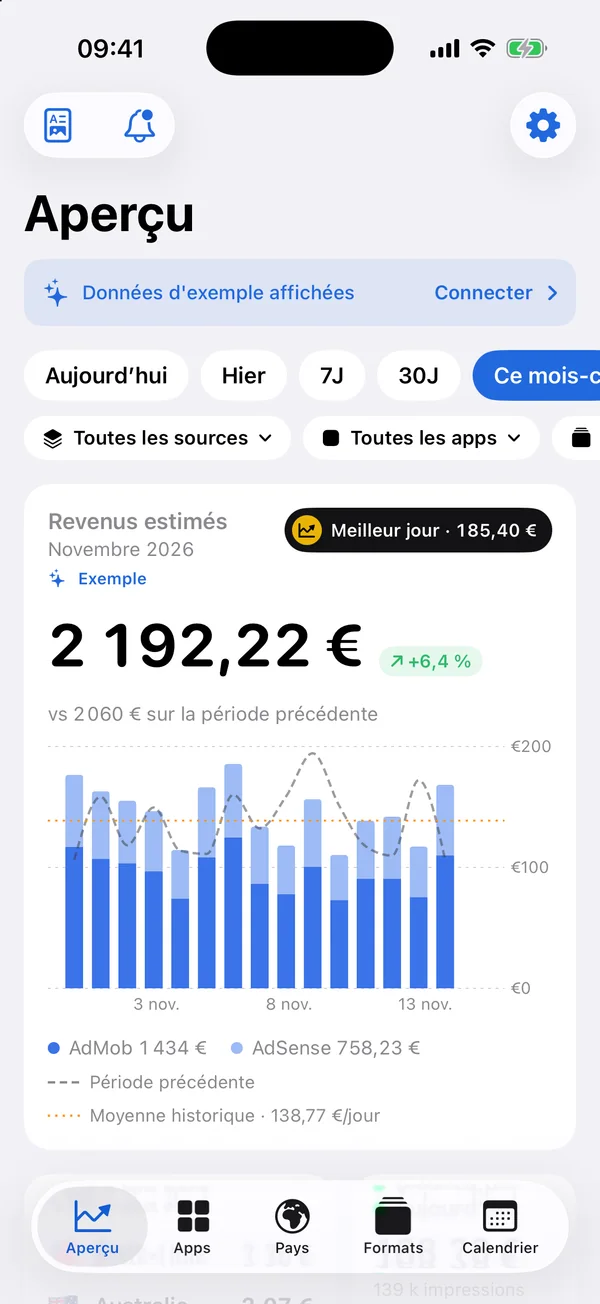 09:41
Aperçu
Données d'exemple affichées Connecter
Aujourd’hui Hier 7J 30J Ce mois-c
Toutes les sources Toutes les apps
Revenus estimés
Meilleur jour · 185,40 €
Novembre 2026
Exemple
2 192,22 € +6,4 %
vs 2 060 € sur la période précédente
€200
€100
€0
3 nov. 8 nov. 13 nov.
AdMob 1 434 € AdSense 758,23 €
Période précédente
Moyenne historique · 138,77 €/jour
Aperçu Apps Pays Formats Calendrier
139 k impressions